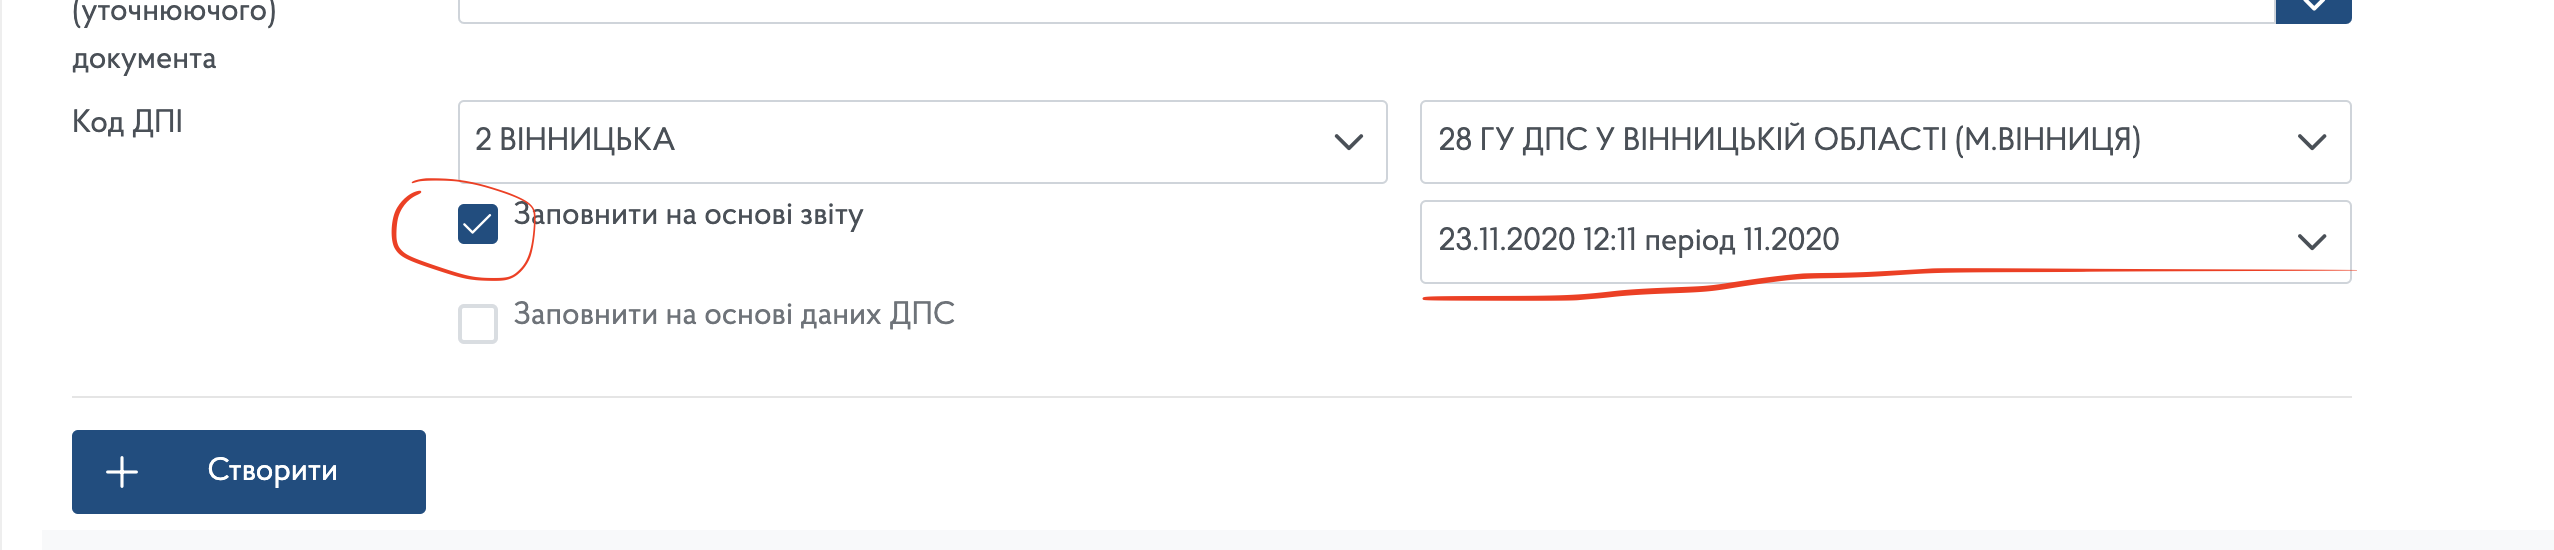 (уточнюючого)
документа
Код ДПІ
2 ВІННИЦЬКА
28 ГУ ДПС У ВІННИЦЬКІЙ ОБЛАСТІ (М.ВІННИЦЯ)
Заповнити на основі звіту
23.11.2020 12:11 період 11.2020
Заповнити на основі даних ДПС
Створити